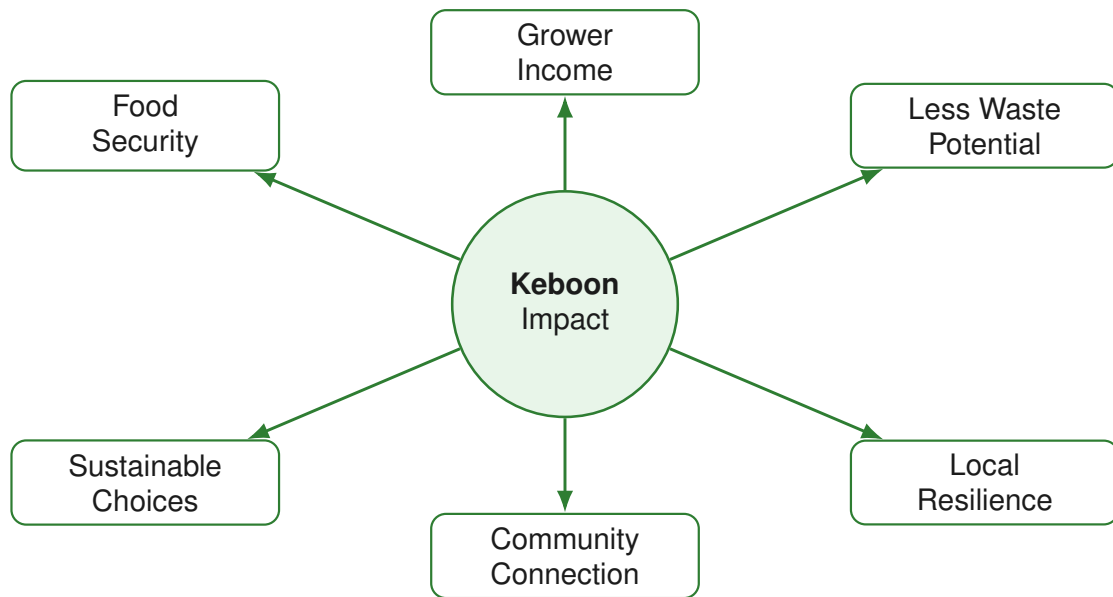 Grower
Income
Food
Security
Less Waste
Potential
Keboon
Impact
Sustainable
Choices
Local
Resilience
Community
Connection